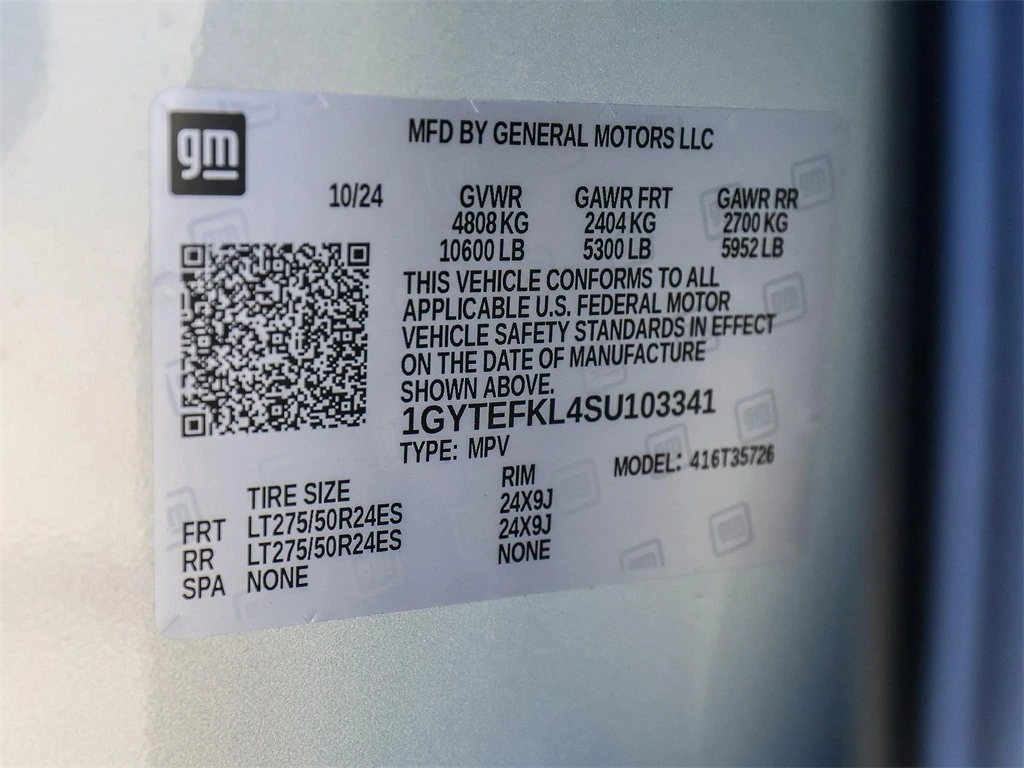 gm
MFD BY GENERAL MOTORS LLC
10/24 GVWR GAWR FRT GAWR RR
4808 KG 2404 KG 2700 KG
10600 LB 5300 LB 5952 LB
THIS VEHICLE CONFORMS TO ALL
APPLICABLE U.S. FEDERAL MOTOR
VEHICLE SAFETY STANDARDS IN EFFECT
ON THE DATE OF MANUFACTURE
SHOWN ABOVE.
1GYTEFKL4SU103341
TYPE: MPV MODEL: 416T35726
TIRE SIZE RIM
FRT LT275/50R24ES 24X9J
RR LT275/50R24ES 24X9J
SPA NONE NONE